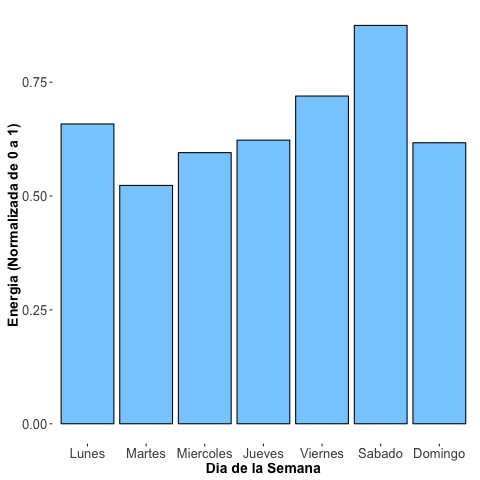 Energia (Normalizada de 0 a 1)
0.75
0.50
0.25
0.00
Lunes Martes Miercoles Jueves Viernes Sabado Domingo
Dia de la Semana